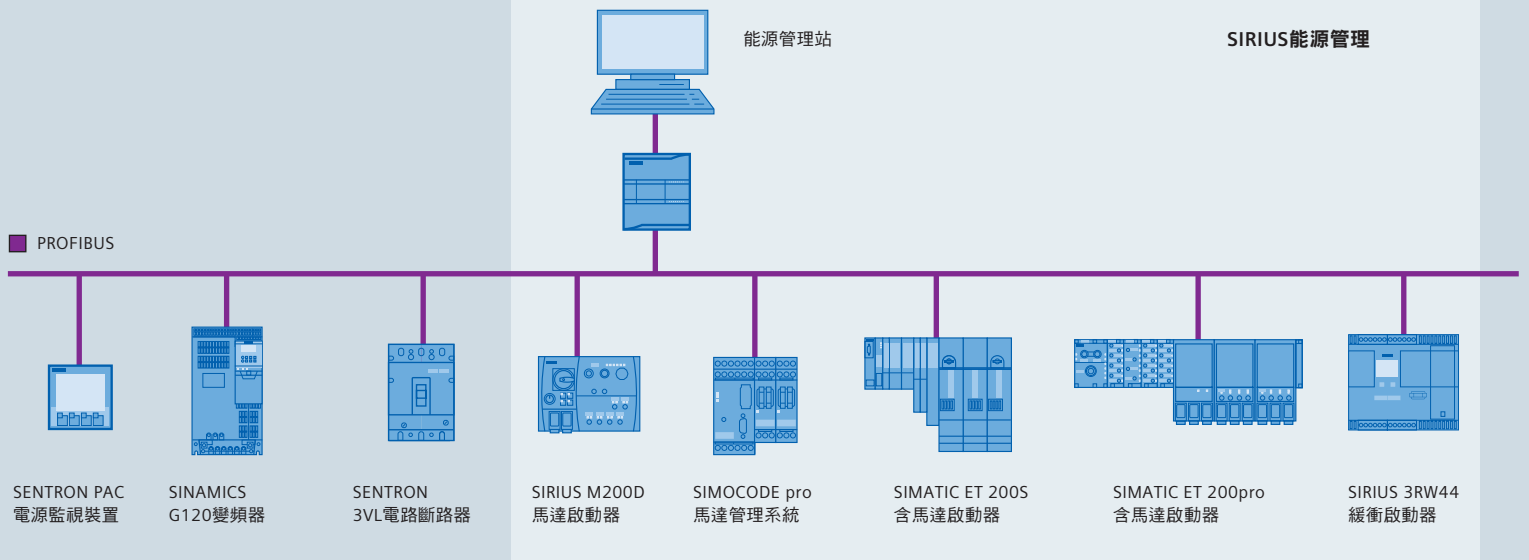 能源管理站
SIRIUS能源管理
PROFIBUS
SENTRON PAC
電源監視裝置
SINAMICS
G120變頻器
SENTRON
3VL電路斷路器
SIRIUS M200D
馬達啟動器
SIMOCODE pro
馬達管理系統
SIMATIC ET 200S
含馬達啟動器
SIMATIC ET 200pro
含馬達啟動器
SIRIUS 3RW44
緩衝啟動器